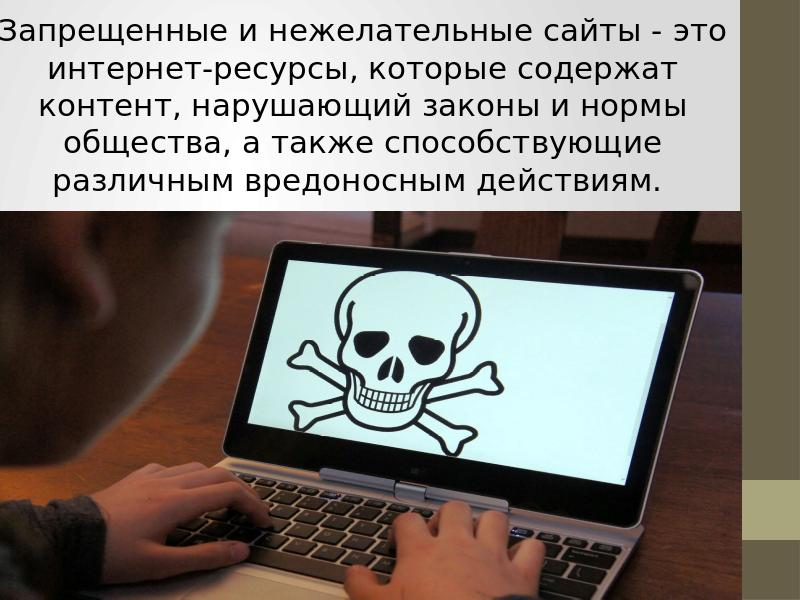 Запрещенные и нежелательные сайты - это
интернет-ресурсы, которые содержат
контент, нарушающий законы и нормы
общества, а также способствующие
различным вредоносным действиям.